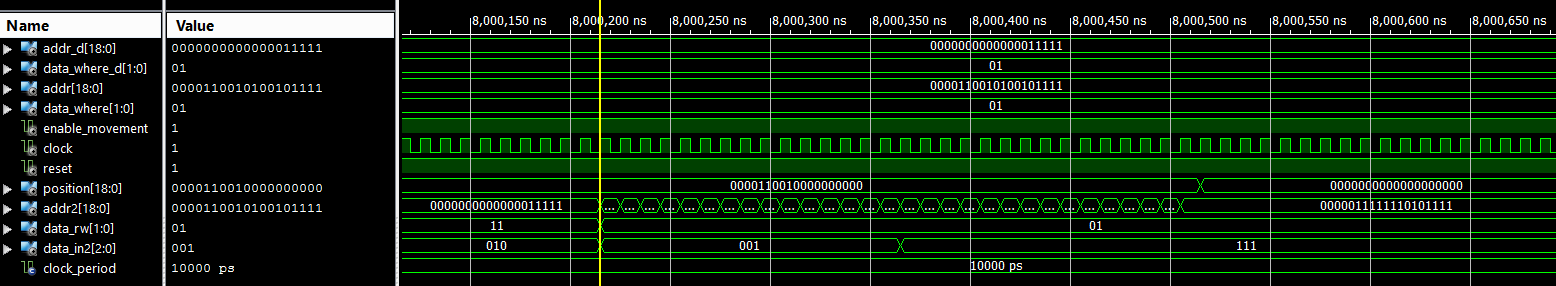 Name Value 8,000,150 ns 8,000,200 ns 8,000,250 ns 8,000,300 ns 8,000,350 ns 8,000,400 ns 8,000,450 ns 8,000,500 ns 8,000,550 ns 8,000,600 ns 8,000,650 ns
addr_d[18:0] 0000000000000011111 0000000000000011111
data_where_d[1:0] 01 01
addr[18:0] 0000110010100101111 0000110010100101111
data_where[1:0] 01 01
enable_movement 1
clock 1
reset 1
position[18:0] 0000110010000000000 0000110010000000000 0000000000000000000
addr2[18:0] 0000110010100101111 0000000000000011111 ... ... ... ... ... ... ... ... ... ... ... ... ... ... ... ... ... ... ... ... ... ... ... ... ... ... ... ... ... 0000011111110101111
data_rw[1:0] 01 11 01
data_in2[2:0] 001 010 001 111
clock_period 10000 ps 10000 ps